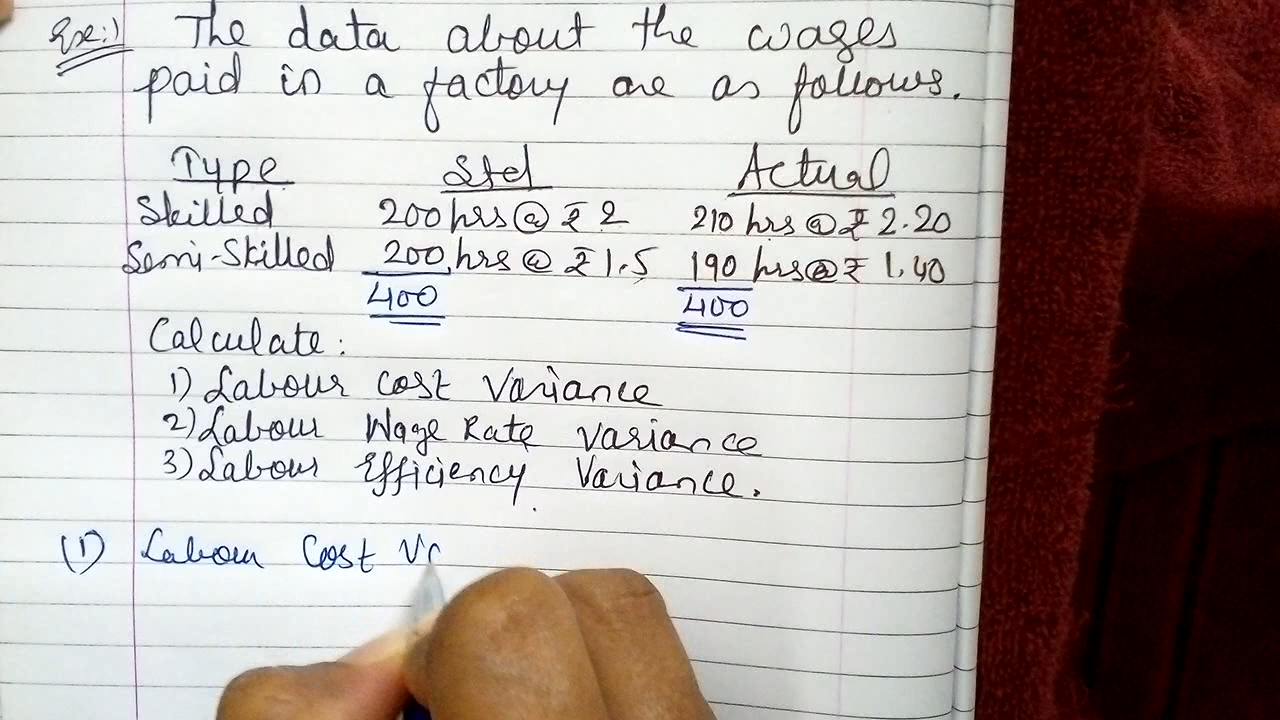 Exe:) The data about the wages
paid in a factory are as follows.
Type Std Actual
Skilled 200 hrs @ ₹ 2 210 hrs @ ₹ 2.20
Semi-Skilled 200 hrs @ ₹ 1.5 190 hrs @ ₹ 1.40
400 400
Calculate:
1) Labour Cost Variance
2) Labour Wage Rate Variance
3) Labour Efficiency Variance.
(1) Labour Cost Va